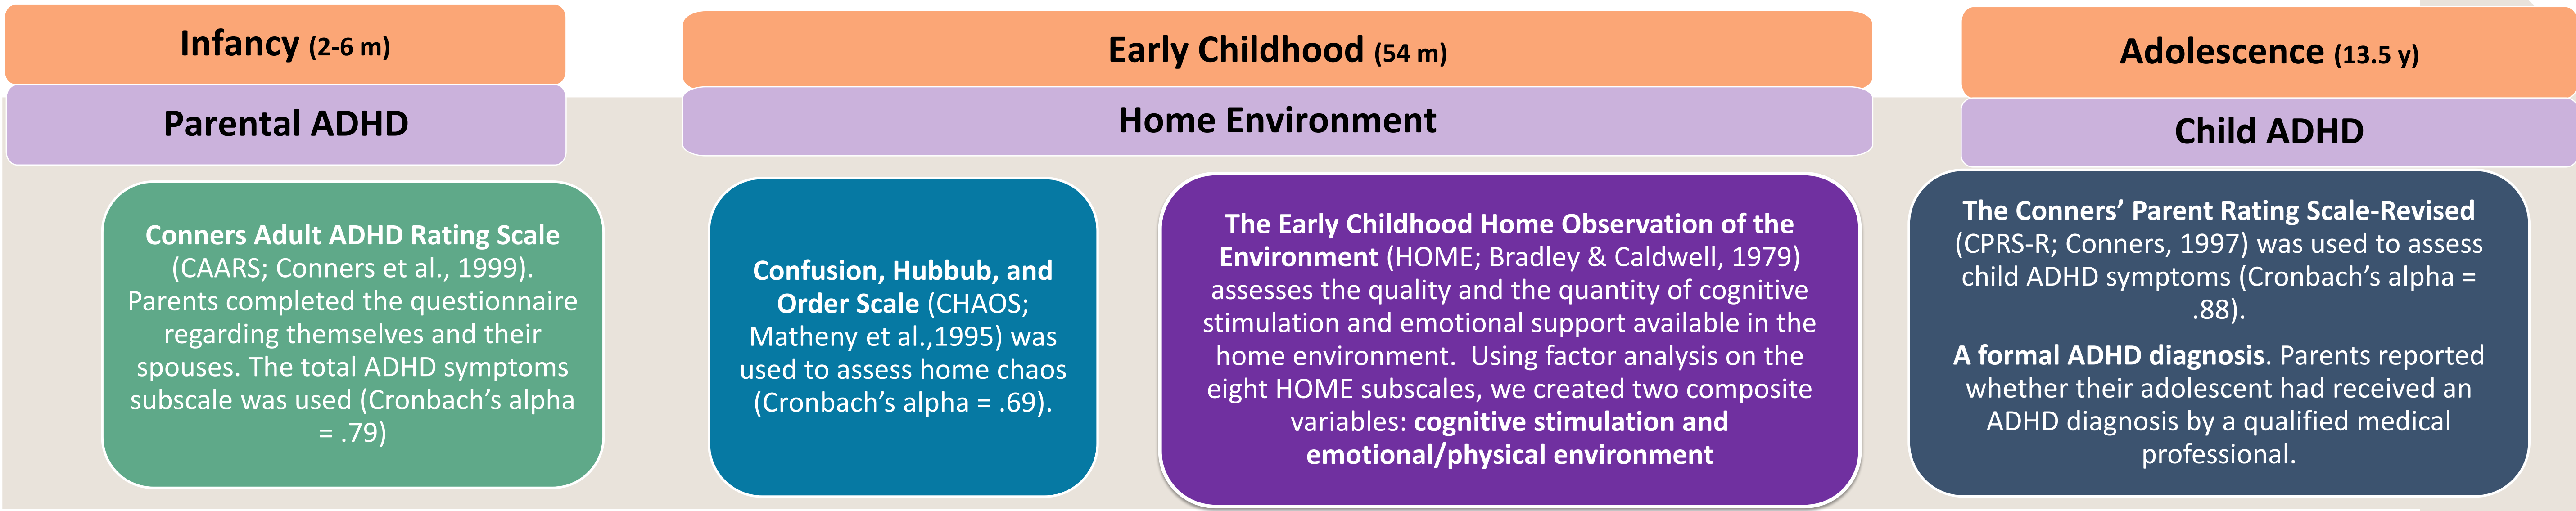 Infancy (2-6 m)
Parental ADHD
Conners Adult ADHD Rating Scale
(CAARS; Conners et al., 1999).
Parents completed the questionnaire
regarding themselves and their
spouses. The total ADHD symptoms
subscale was used (Cronbach’s alpha
= .79)
Early Childhood (54 m)
Home Environment
Confusion, Hubbub, and
Order Scale (CHAOS;
Matheny et al.,1995) was
used to assess home chaos
(Cronbach’s alpha = .69).
The Early Childhood Home Observation of the
Environment (HOME; Bradley & Caldwell, 1979)
assesses the quality and the quantity of cognitive
stimulation and emotional support available in the
home environment.  Using factor analysis on the
eight HOME subscales, we created two composite
variables: cognitive stimulation and
emotional/physical environment
Adolescence (13.5 y)
Child ADHD
The Conners’ Parent Rating Scale-Revised
(CPRS-R; Conners, 1997) was used to assess
child ADHD symptoms (Cronbach’s alpha =
.88).
A formal ADHD diagnosis. Parents reported
whether their adolescent had received an
ADHD diagnosis by a qualified medical
professional.